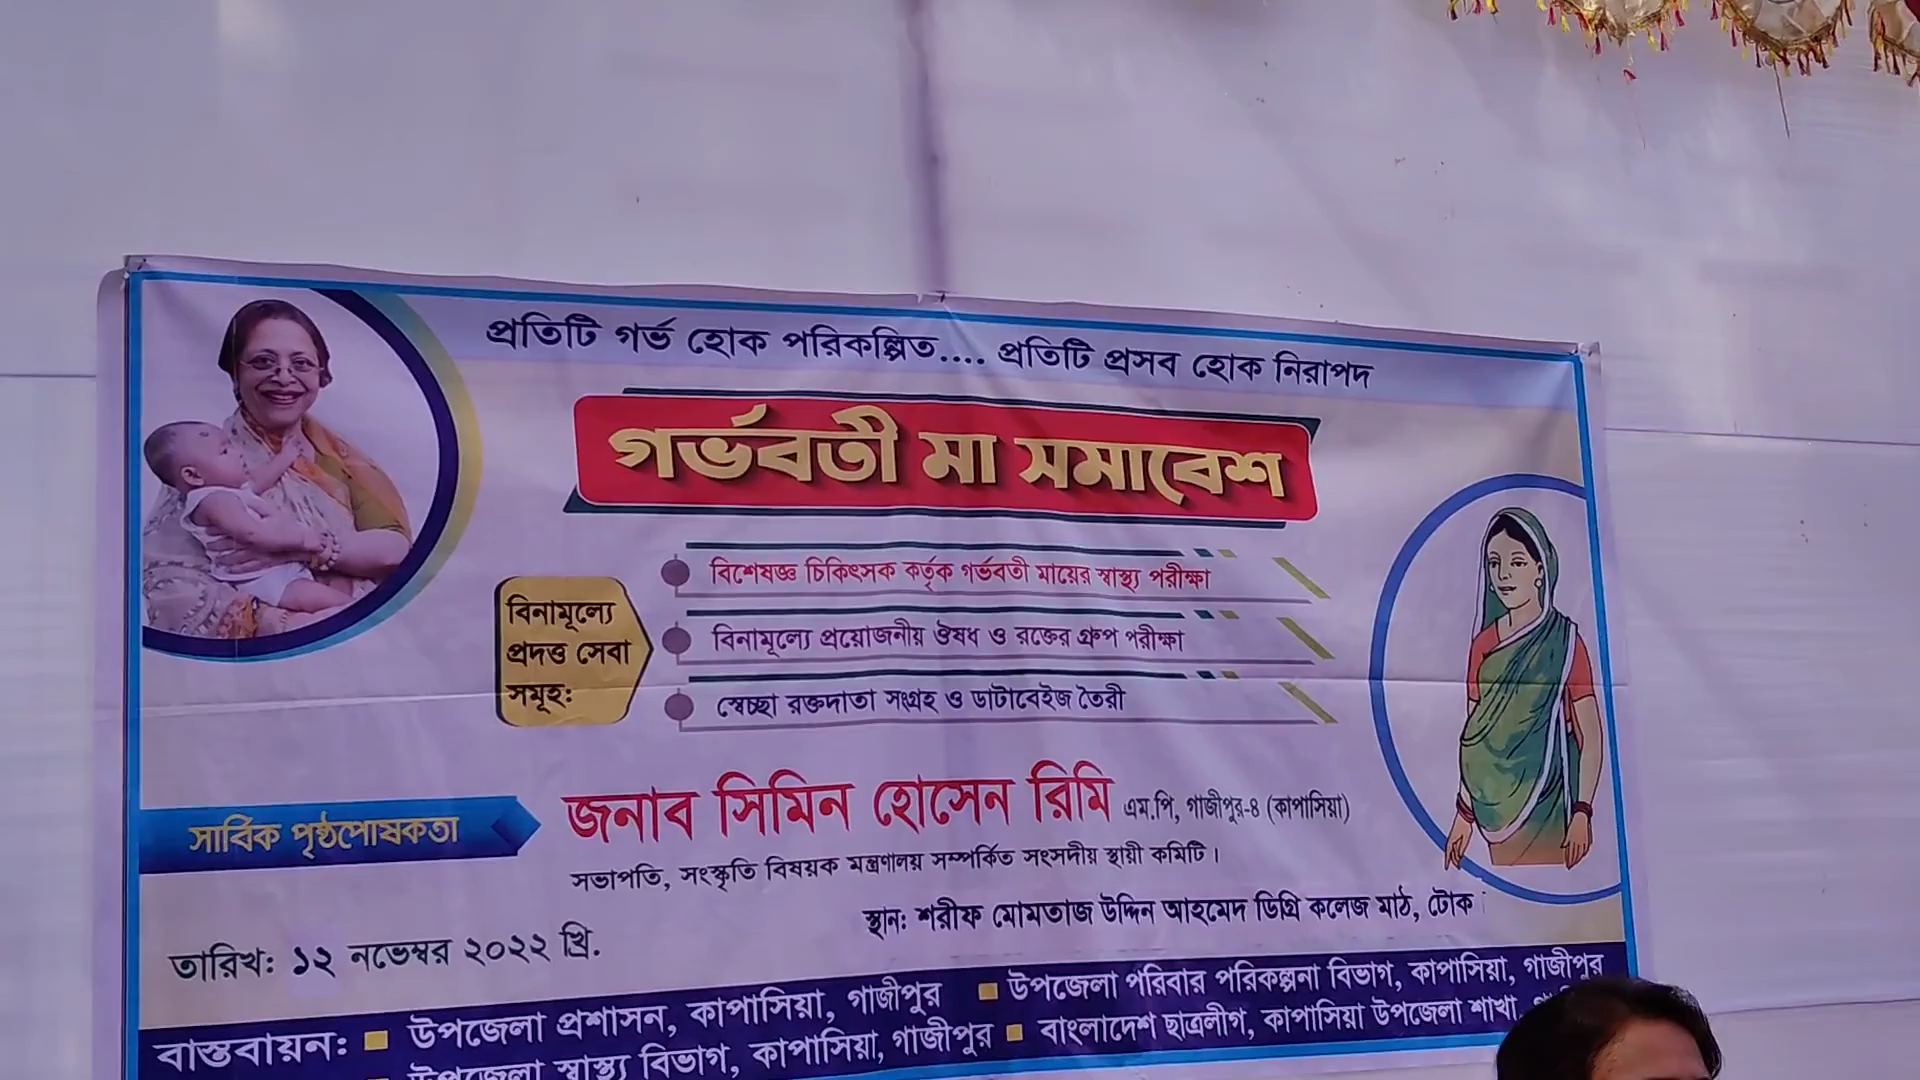 প্রতিটি গর্ভ হোক পরিকল্পিত.... প্রতিটি প্রসব হোক নিরাপদ
গর্ভবতী মা সমাবেশ
বিনামূল্যে
প্রদত্ত সেবা
সমূহ:
বিশেষজ্ঞ চিকিৎসক কর্তৃক গর্ভবতী মায়ের স্বাস্থ্য পরীক্ষা
বিনামূল্যে প্রয়োজনীয় ঔষধ ও রক্তের গ্রুপ পরীক্ষা
স্বেচ্ছা রক্তদাতা সংগ্রহ ও ডাটাবেইজ তৈরী
সার্বিক পৃষ্ঠপোষকতা
জনাব সিমিন হোসেন রিমি এম.পি, গাজীপুর-৪ (কাপাসিয়া)
সভাপতি, সংস্কৃতি বিষয়ক মন্ত্রণালয় সম্পর্কিত সংসদীয় স্থায়ী কমিটি।
স্থান: শরীফ মোমতাজ উদ্দিন আহমেদ ডিগ্রি কলেজ মাঠ, টোক
তারিখ: ১২ নভেম্বর ২০২২ খ্রি.
বাস্তবায়ন: উপজেলা প্রশাসন, কাপাসিয়া, গাজীপুর উপজেলা পরিবার পরিকল্পনা বিভাগ, কাপাসিয়া, গাজীপুর
উপজেলা স্বাস্থ্য বিভাগ, কাপাসিয়া, গাজীপুর বাংলাদেশ ছাত্রলীগ, কাপাসিয়া উপজেলা শাখা,